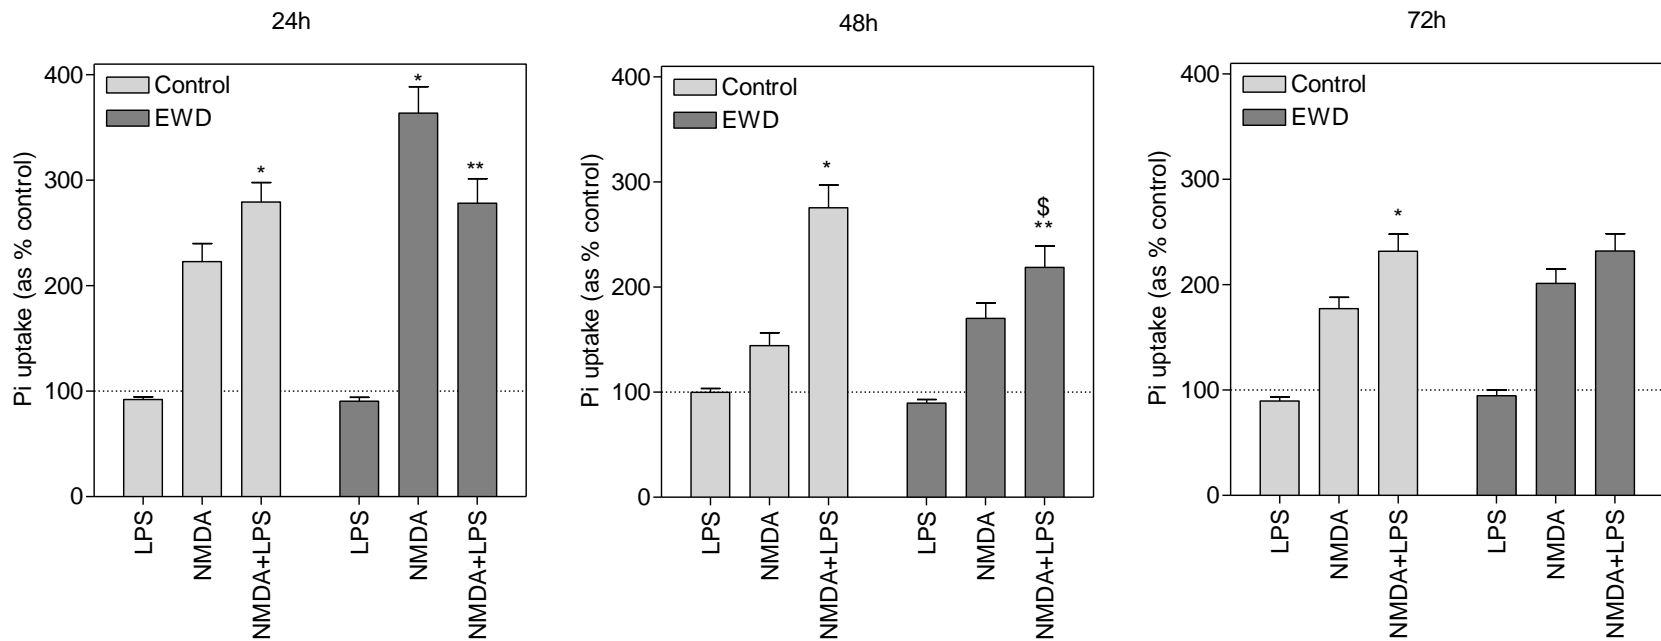 24h
Pi uptake (as % control)
400
300
200
100
0
Control
EWD
*
*
**
LPS
NMDA
NMDA+LPS
LPS
NMDA
NMDA+LPS
48h
Pi uptake (as % control)
400
300
200
100
0
Control
EWD
*
$
**
LPS
NMDA
NMDA+LPS
LPS
NMDA
NMDA+LPS
72h
Pi uptake (as % control)
400
300
200
100
0
Control
EWD
*
LPS
NMDA
NMDA+LPS
LPS
NMDA
NMDA+LPS